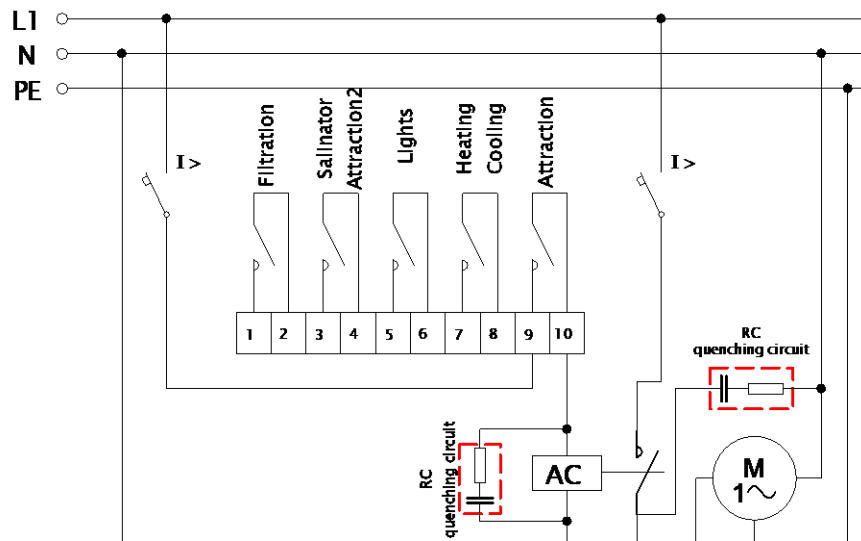 L1
N
PE
I >
Filtration
Salinator
Attraction2
Lights
Heating
Cooling
Attraction
I >
1 2 3 4 5 6 7 8 9 10
RC
quenching circuit
RC
quenching circuit
AC
M
1~